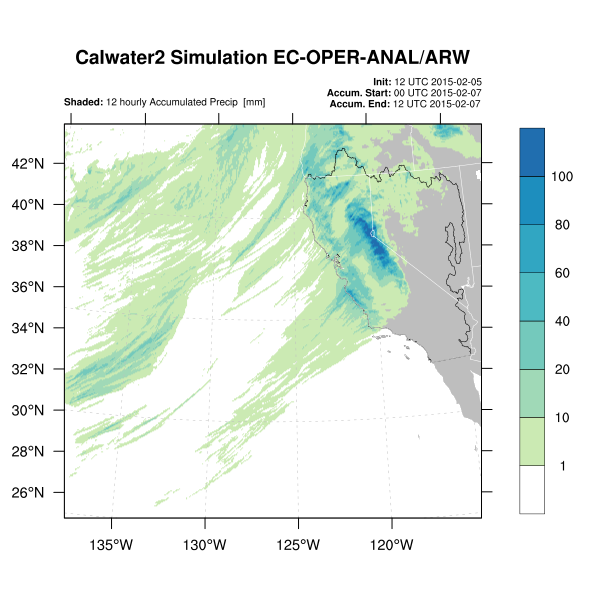 Calwater2 Simulation EC-OPER-ANAL/ARW
Init: 12 UTC 2015-02-05
Accum. Start: 00 UTC 2015-02-07
Shaded: 12 hourly Accumulated Precip [mm]
Accum. End: 12 UTC 2015-02-07
42°N
40°N
38°N
36°N
34°N
32°N
30°N
28°N
26°N
135°W
130°W
125°W
120°W
100
80
60
40
20
10
1